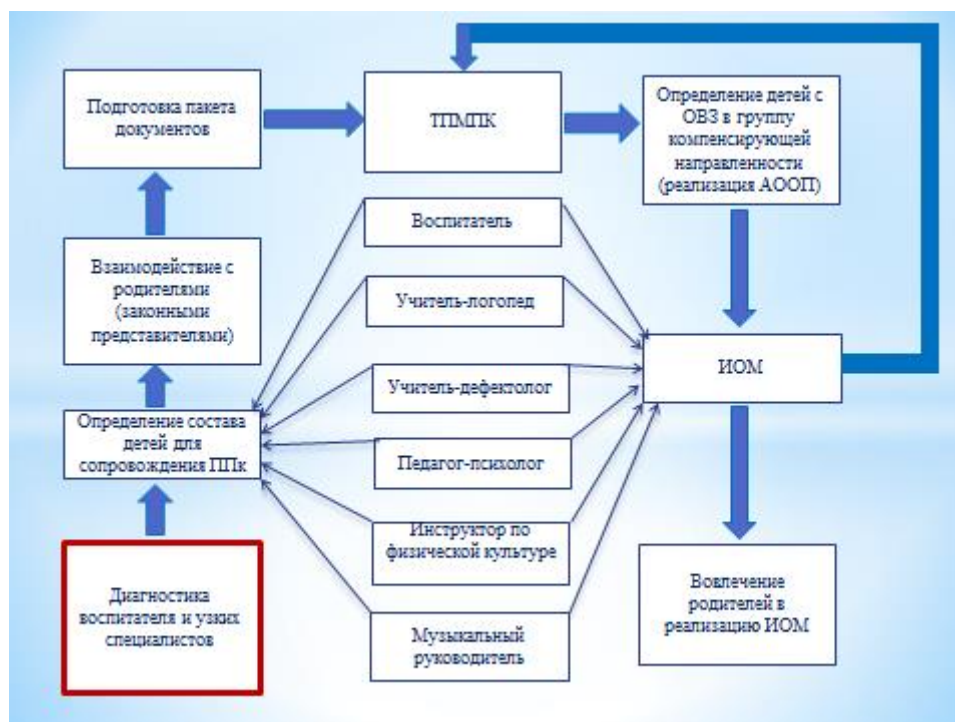 Подготовка пакета
документов
ТПМПК
Определение детей с
ОВЗ в группу
компенсирующей
направленности
(реализация АООП)
Воспитатель
Взаимодействие с
родителями
(законными
представителями)
Учитель-логопед
ИОМ
Учитель-дефектолог
Определение состава
детей для
сопровождения ППк
Педагог-психолог
Инструктор по
физической культуре
Диагностика
воспитателя и узких
специалистов
Вовлечение
родителей в
реализацию ИОМ
Музыкальный
руководитель